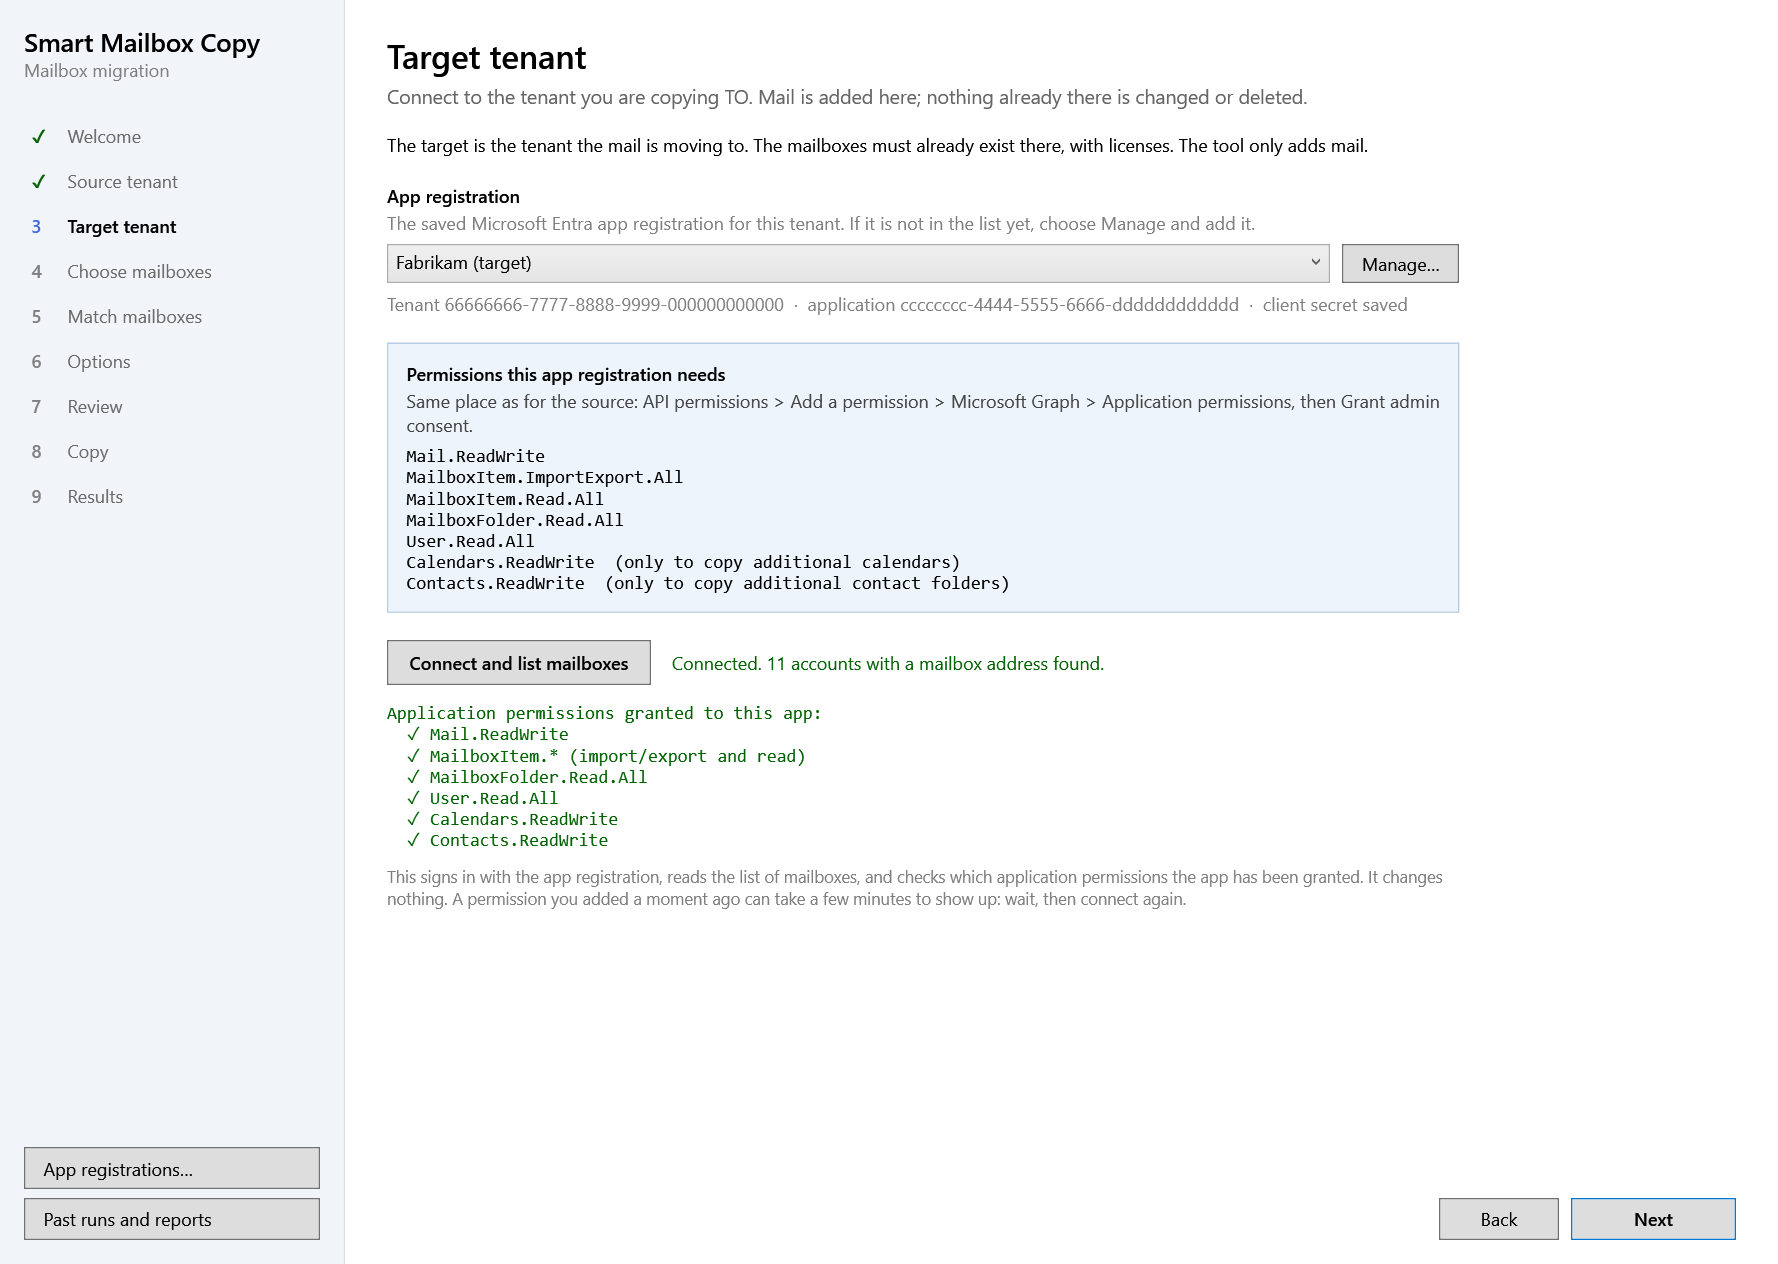 Smart Mailbox Copy
Mailbox migration
✓ Welcome
✓ Source tenant
3 Target tenant
4 Choose mailboxes
5 Match mailboxes
6 Options
7 Review
8 Copy
9 Results
App registrations...
Past runs and reports
Target tenant
Connect to the tenant you are copying TO. Mail is added here; nothing already there is changed or deleted.
The target is the tenant the mail is moving to. The mailboxes must already exist there, with licenses. The tool only adds mail.
App registration
The saved Microsoft Entra app registration for this tenant. If it is not in the list yet, choose Manage and add it.
Fabrikam (target)
Manage...
Tenant 66666666-7777-8888-9999-000000000000 · application cccccccc-4444-5555-6666-dddddddddddd · client secret saved
Permissions this app registration needs
Same place as for the source: API permissions > Add a permission > Microsoft Graph > Application permissions, then Grant admin
consent.
Mail.ReadWrite
MailboxItem.ImportExport.All
MailboxItem.Read.All
MailboxFolder.Read.All
User.Read.All
Calendars.ReadWrite (only to copy additional calendars)
Contacts.ReadWrite (only to copy additional contact folders)
Connect and list mailboxes
Connected. 11 accounts with a mailbox address found.
Application permissions granted to this app:
✓ Mail.ReadWrite
✓ MailboxItem.* (import/export and read)
✓ MailboxFolder.Read.All
✓ User.Read.All
✓ Calendars.ReadWrite
✓ Contacts.ReadWrite
This signs in with the app registration, reads the list of mailboxes, and checks which application permissions the app has been granted. It changes
nothing. A permission you added a moment ago can take a few minutes to show up: wait, then connect again.
Back
Next